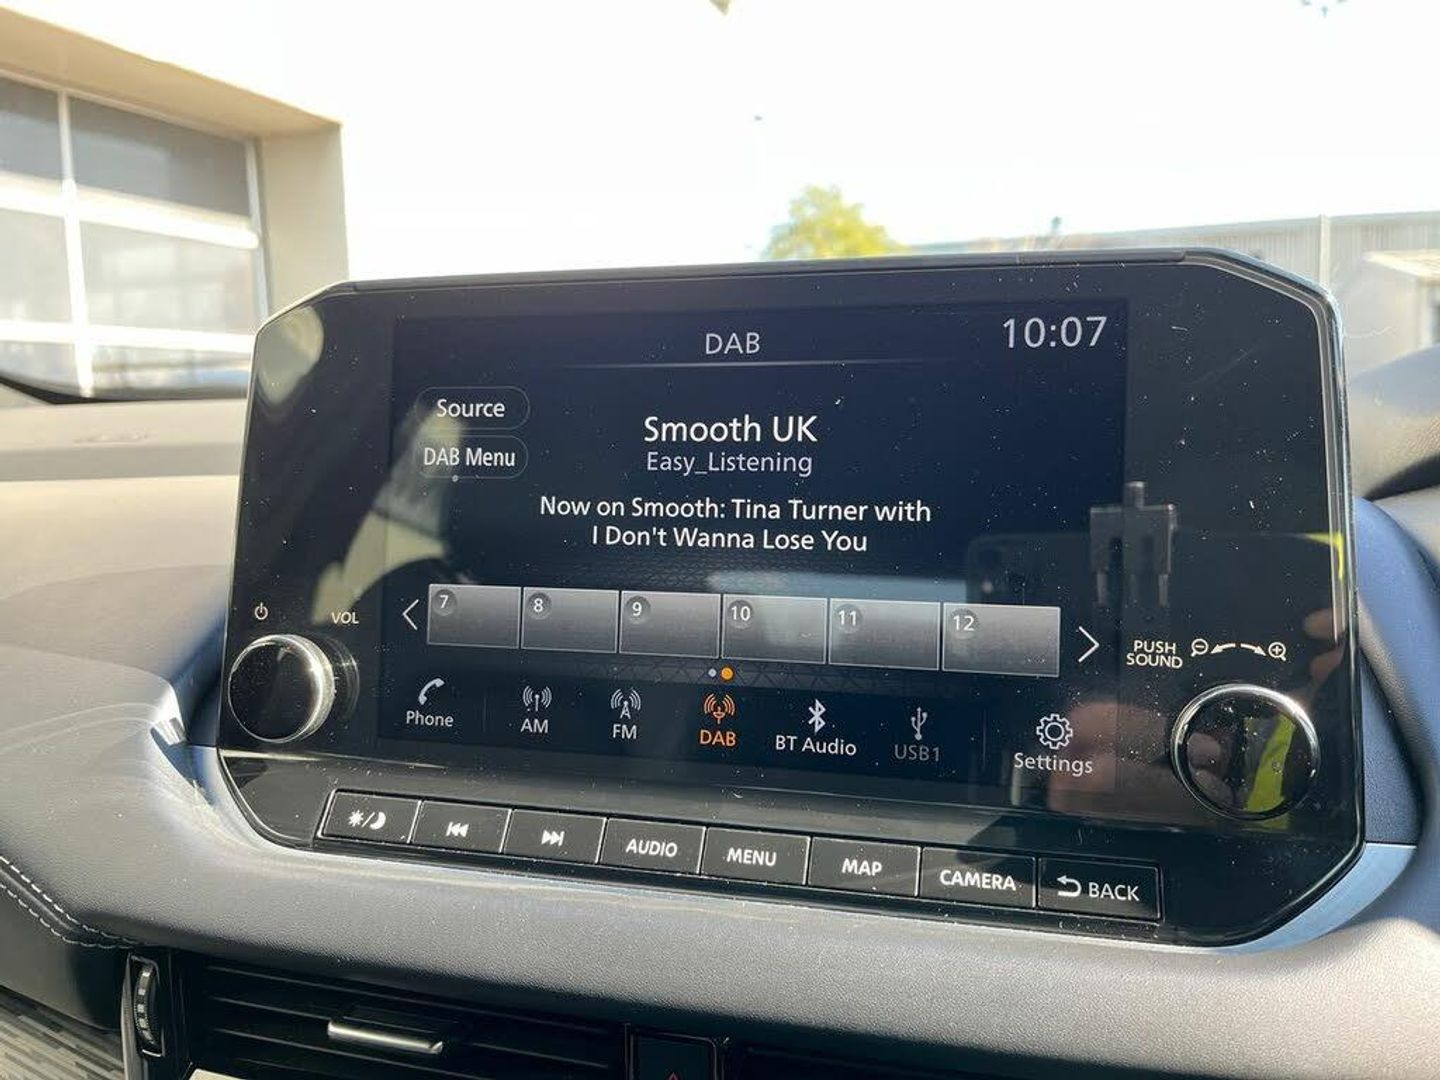 DAB
10:07
Source
DAB Menu
Smooth UK
Easy_Listening
Now on Smooth: Tina Turner with
I Don't Wanna Lose You
7 8 9 10 11 12
VOL
PUSH
SOUND
Phone AM FM DAB BT Audio USB1 Settings
AUDIO MENU MAP CAMERA BACK